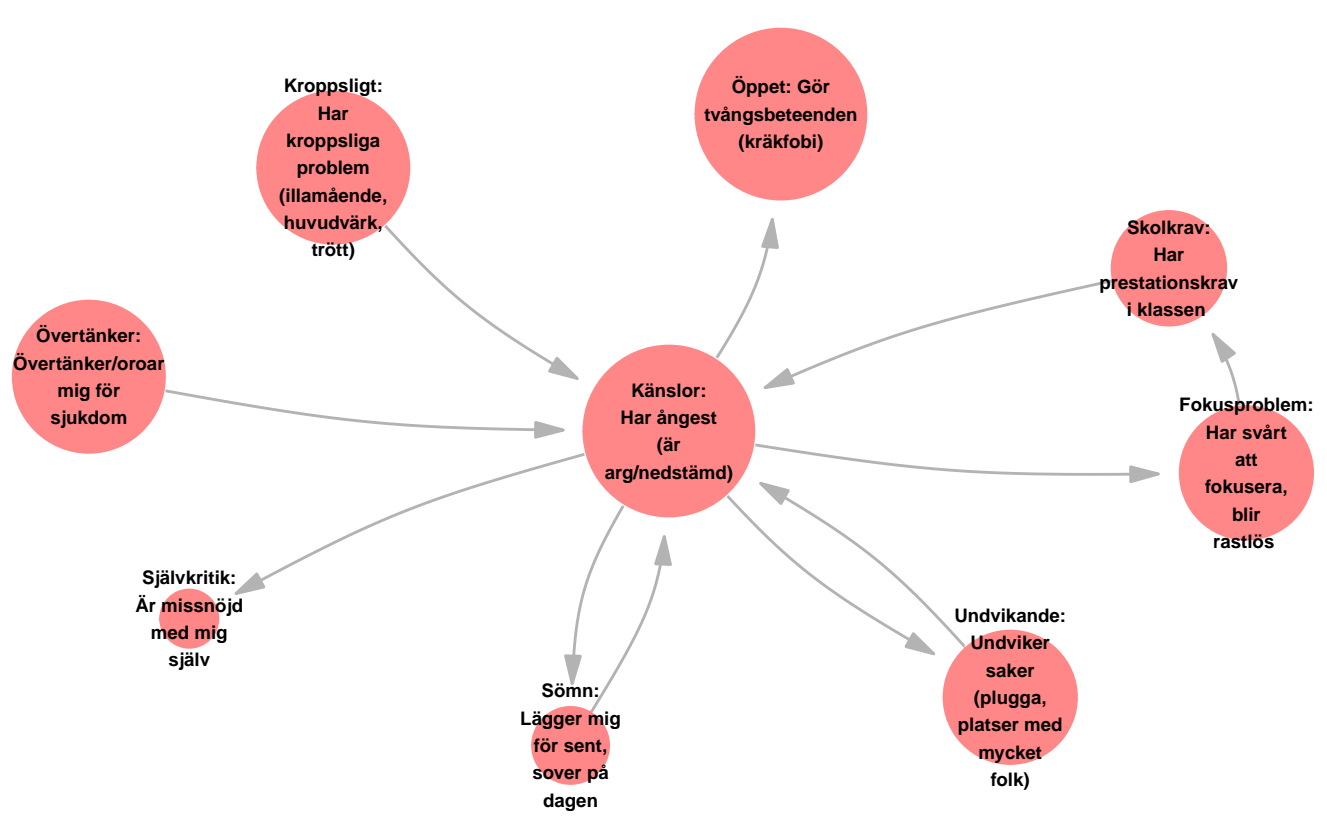 Kroppsligt:
Har
kroppsliga
problem
(illamående,
huvudvärk,
trött)
Öppet: Gör
tvångsbeteenden
(kräkfobi)
Skolkrav:
Har
prestationskrav
i klassen
Övertänker:
Övertänker/oroar
mig för
sjukdom
Känslor:
Har ångest
(är
arg/nedstämd)
Fokusproblem:
Har svårt
att
fokusera,
blir
rastlös
Självkritik:
Är missnöjd
med mig
själv
Sömn:
Lägger mig
för sent,
sover på
dagen
Undvikande:
Undviker
saker
(plugga,
platser med
mycket
folk)